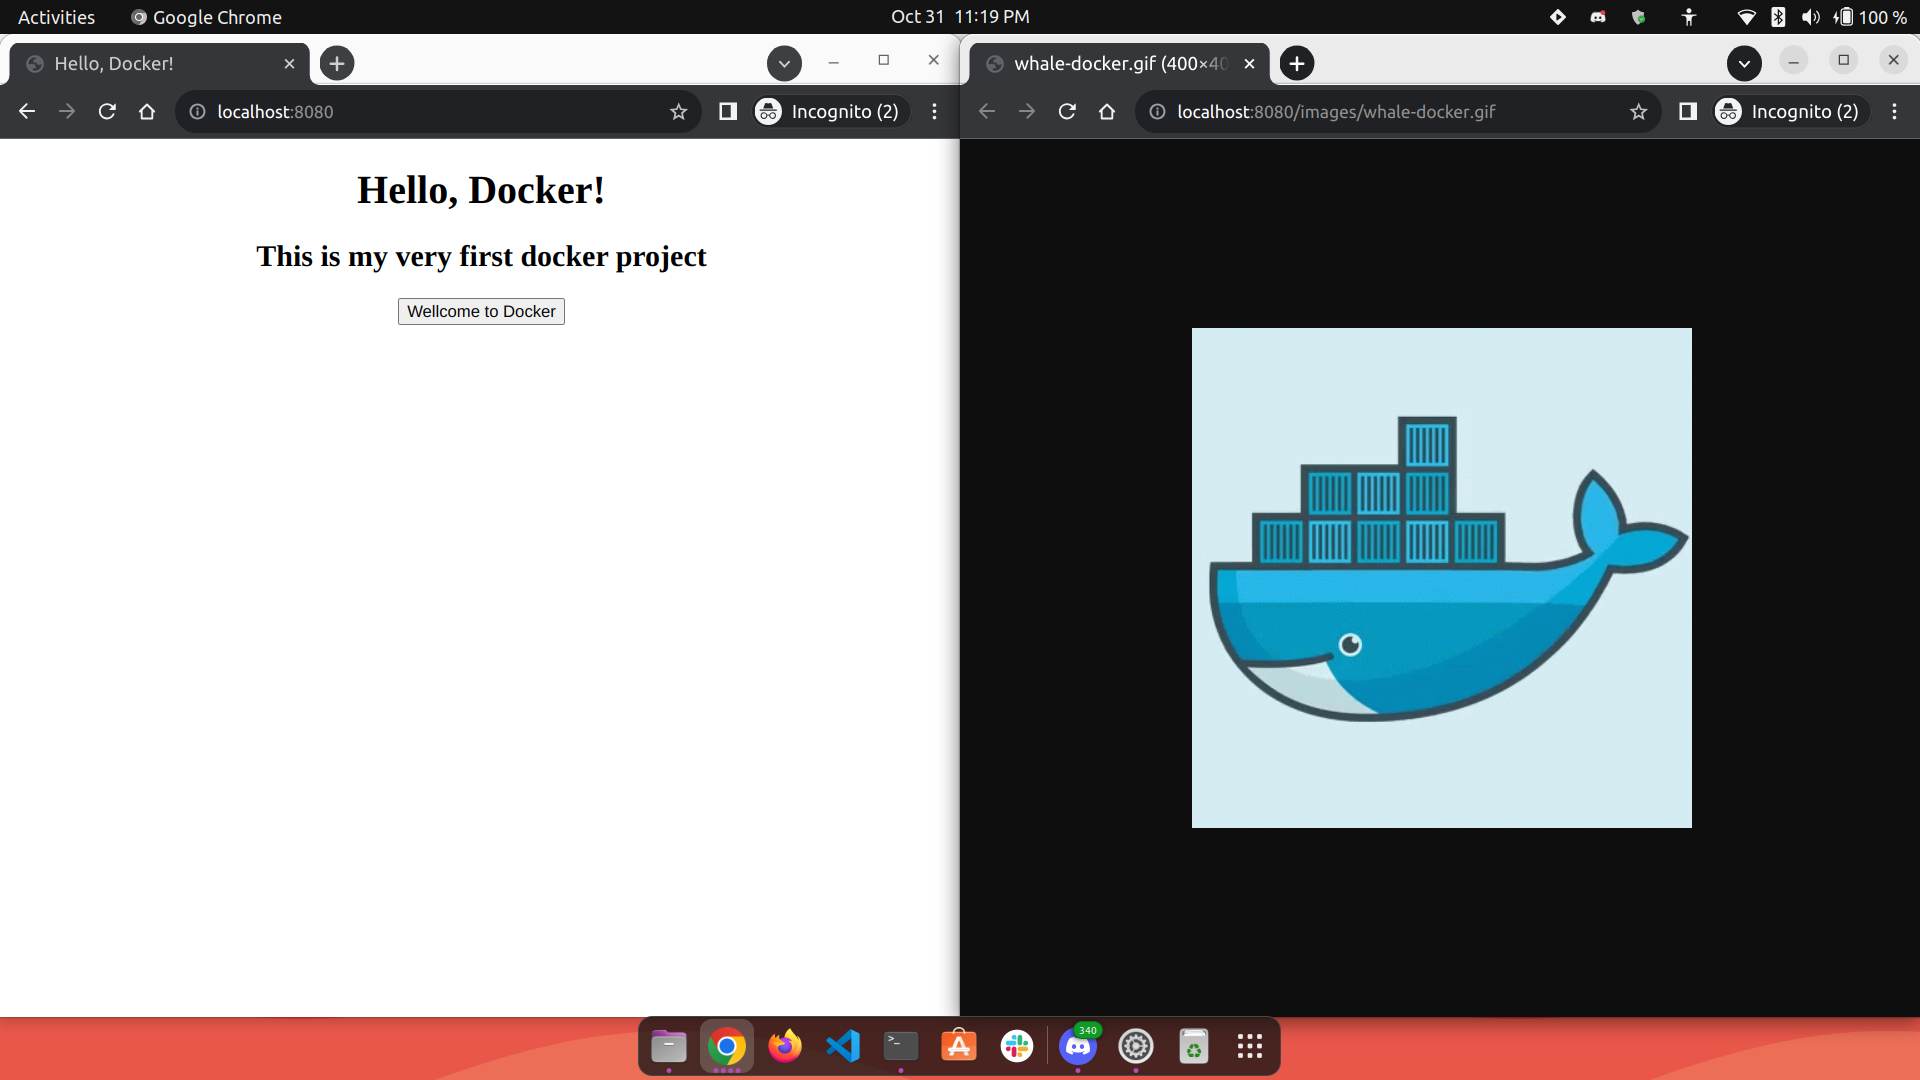 Activities
Google Chrome
Oct 31 11:19 PM
100 %
Hello, Docker!
localhost:8080
Incognito (2)
Hello, Docker!
This is my very first docker project
Wellcome to Docker
whale-docker.gif (400×40
localhost:8080/images/whale-docker.gif
Incognito (2)
>_
340